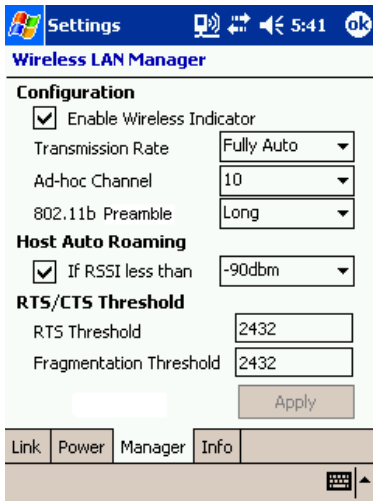 Settings 5:41 ok
Wireless LAN Manager
Configuration
Enable Wireless Indicator
Transmission Rate Fully Auto
Ad-hoc Channel 10
802.11b Preamble Long
Host Auto Roaming
If RSSI less than -90dbm
RTS/CTS Threshold
RTS Threshold 2432
Fragmentation Threshold 2432
Apply
Link Power Manager Info